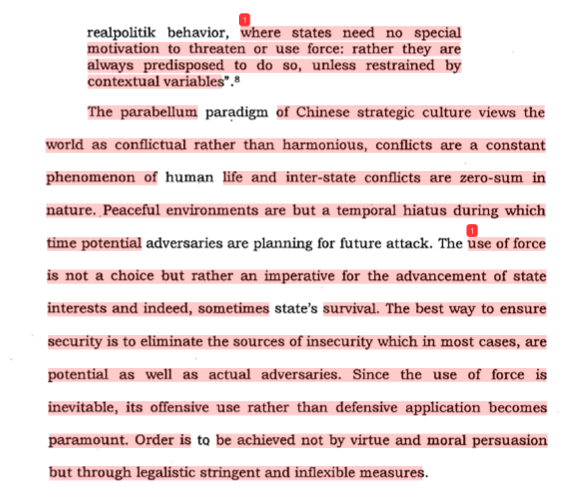 realpolitik behavior, where states need no special
motivation to threaten or use force: rather they are
always predisposed to do so, unless restrained by
contextual variables”.8
The parabellum paradigm of Chinese strategic culture views the
world as conflictual rather than harmonious, conflicts are a constant
phenomenon of human life and inter-state conflicts are zero-sum in
nature. Peaceful environments are but a temporal hiatus during which
time potential adversaries are planning for future attack. The use of force
is not a choice but rather an imperative for the advancement of state
interests and indeed, sometimes state’s survival. The best way to ensure
security is to eliminate the sources of insecurity which in most cases, are
potential as well as actual adversaries. Since the use of force is
inevitable, its offensive use rather than defensive application becomes
paramount. Order is to be achieved not by virtue and moral persuasion
but through legalistic stringent and inflexible measures.
1
1